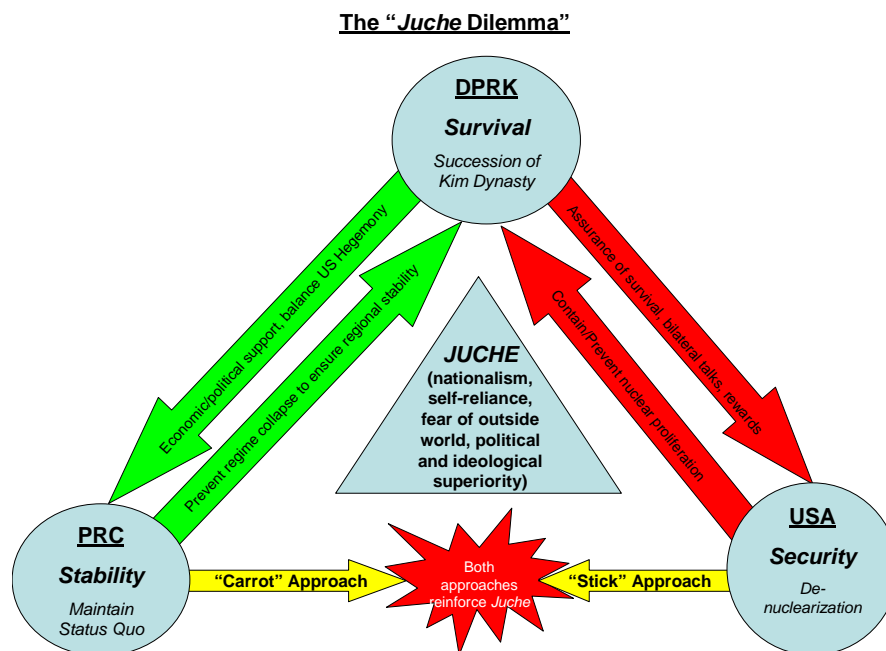 The “Juche Dilemma”
DPRK
Survival
Succession of
Kim Dynasty
Economic/political support, balance US Hegemony
Prevent regime collapse to ensure regional stability
Assurance of survival, bilateral talks, rewards
Contain/Prevent nuclear proliferation
JUCHE
(nationalism,
self-reliance,
fear of outside
world, political
and ideological
superiority)
PRC
Stability
Maintain
Status Quo
“Carrot” Approach
Both
approaches
reinforce Juche
“Stick” Approach
USA
Security
De-
nuclearization